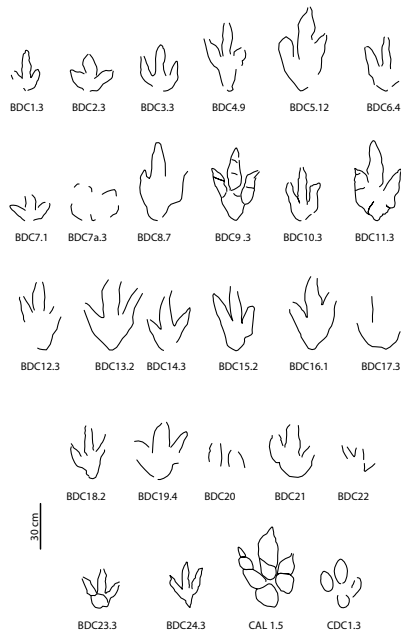 BDC1.3 BDC2.3 BDC3.3 BDC4.9 BDC5.12 BDC6.4
BDC7.1 BDC7a.3 BDC8.7 BDC9 .3 BDC10.3 BDC11.3
BDC12.3 BDC13.2 BDC14.3 BDC15.2 BDC16.1 BDC17.3
BDC18.2 BDC19.4 BDC20 BDC21 BDC22
30 cm
BDC23.3 BDC24.3 CAL 1.5 CDC1.3